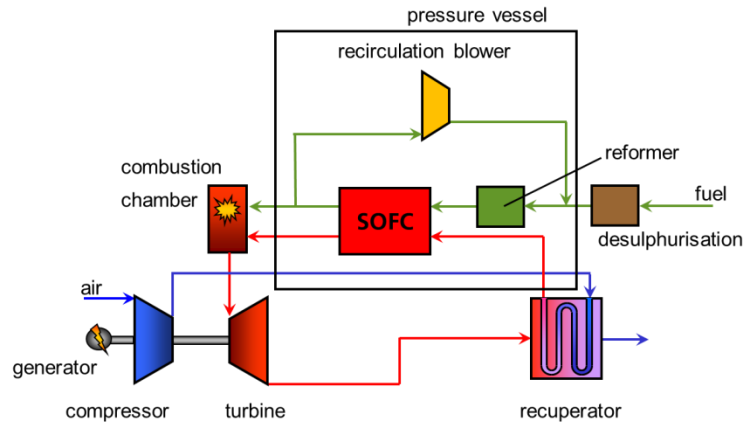 pressure vessel
recirculation blower
combustion
chamber
reformer
SOFC
fuel
desulphurisation
air
generator
compressor
turbine
recuperator